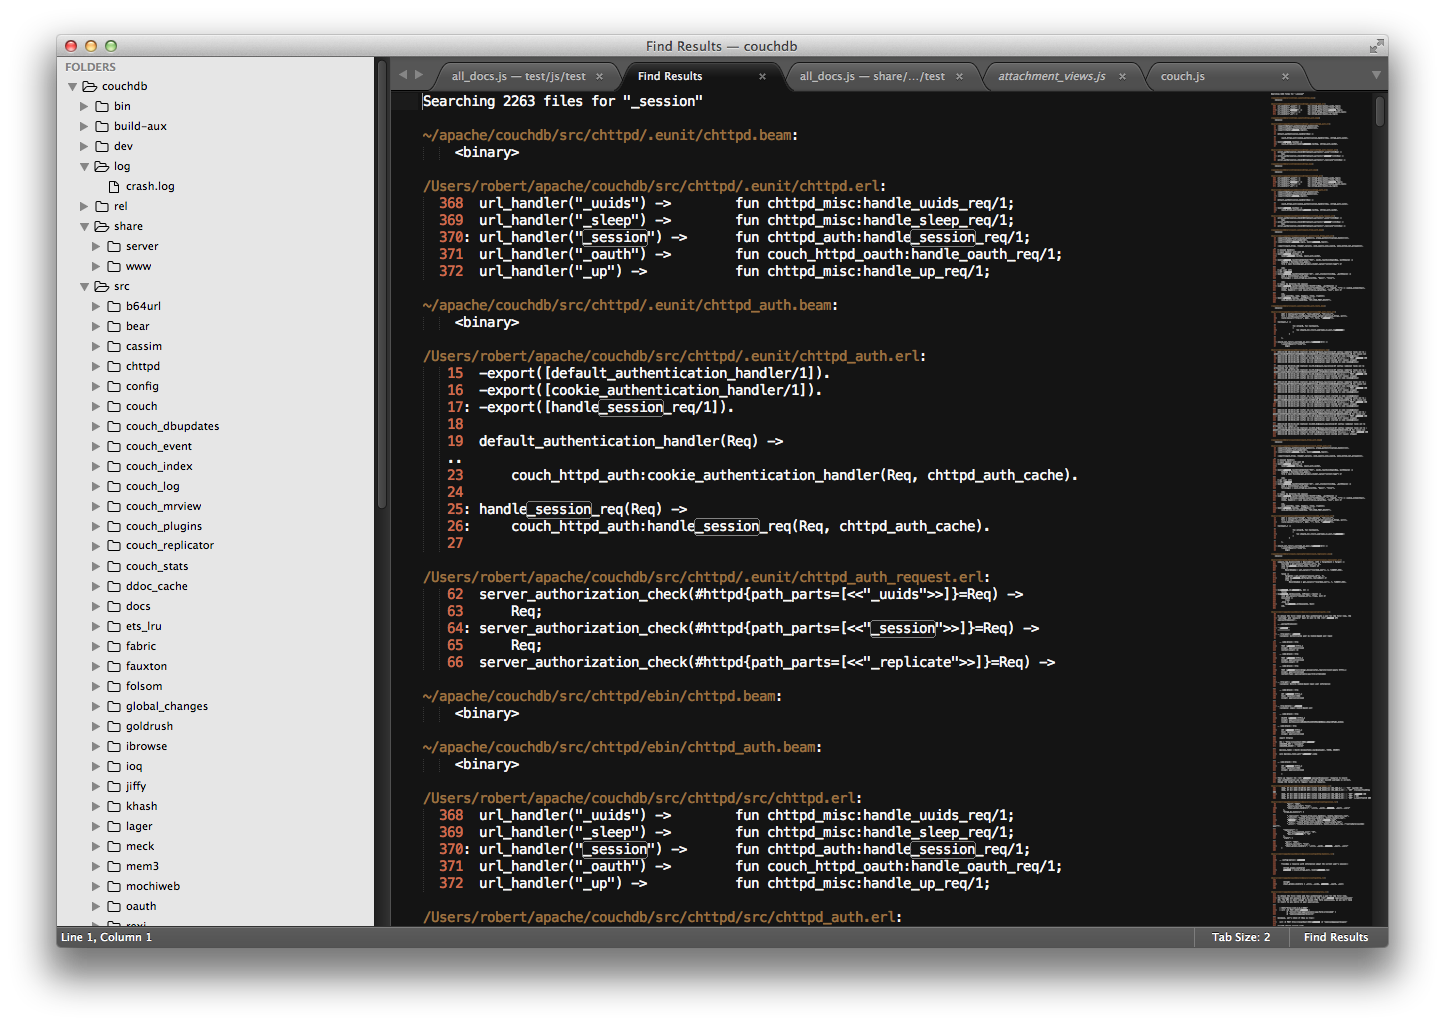 Find Results — couchdb
FOLDERS
couchdb
bin
build-aux
dev
log
crash.log
rel
share
server
www
src
b64url
bear
cassim
chttpd
config
couch
couch_dbupdates
couch_event
couch_index
couch_log
couch_mrview
couch_plugins
couch_replicator
couch_stats
ddoc_cache
docs
ets_lru
fabric
fauxton
folsom
global_changes
goldrush
ibrowse
ioq
jiffy
khash
lager
meck
mem3
mochiweb
oauth
all_docs.js — test/js/test
Find Results
all_docs.js — share/.../test
attachment_views.js
couch.js
Searching 2263 files for "_session"
~/apache/couchdb/src/chttpd/.eunit/chttpd.beam:
<binary>
/Users/robert/apache/couchdb/src/chttpd/.eunit/chttpd.erl:
368 url_handler("_uuids") -> fun chttpd_misc:handle_uuids_req/1;
369 url_handler("_sleep") -> fun chttpd_misc:handle_sleep_req/1;
370: url_handler("_session") -> fun chttpd_auth:handle_session_req/1;
371 url_handler("_oauth") -> fun couch_httpd_oauth:handle_oauth_req/1;
372 url_handler("_up") -> fun chttpd_misc:handle_up_req/1;
~/apache/couchdb/src/chttpd/.eunit/chttpd_auth.beam:
<binary>
/Users/robert/apache/couchdb/src/chttpd/.eunit/chttpd_auth.erl:
15 -export([default_authentication_handler/1]).
16 -export([cookie_authentication_handler/1]).
17: -export([handle_session_req/1]).
18
19 default_authentication_handler(Req) ->
..
23 couch_httpd_auth:cookie_authentication_handler(Req, chttpd_auth_cache).
24
25: handle_session_req(Req) ->
26: couch_httpd_auth:handle_session_req(Req, chttpd_auth_cache).
27
/Users/robert/apache/couchdb/src/chttpd/.eunit/chttpd_auth_request.erl:
62 server_authorization_check(#httpd{path_parts=[<<"_uuids">>]}=Req) ->
63 Req;
64: server_authorization_check(#httpd{path_parts=[<<"_session">>]}=Req) ->
65 Req;
66 server_authorization_check(#httpd{path_parts=[<<"_replicate">>]}=Req) ->
~/apache/couchdb/src/chttpd/ebin/chttpd.beam:
<binary>
~/apache/couchdb/src/chttpd/ebin/chttpd_auth.beam:
<binary>
/Users/robert/apache/couchdb/src/chttpd/src/chttpd.erl:
368 url_handler("_uuids") -> fun chttpd_misc:handle_uuids_req/1;
369 url_handler("_sleep") -> fun chttpd_misc:handle_sleep_req/1;
370: url_handler("_session") -> fun chttpd_auth:handle_session_req/1;
371 url_handler("_oauth") -> fun couch_httpd_oauth:handle_oauth_req/1;
372 url_handler("_up") -> fun chttpd_misc:handle_up_req/1;
/Users/robert/apache/couchdb/src/chttpd/src/chttpd_auth.erl:
Line 1, Column 1
Tab Size: 2
Find Results